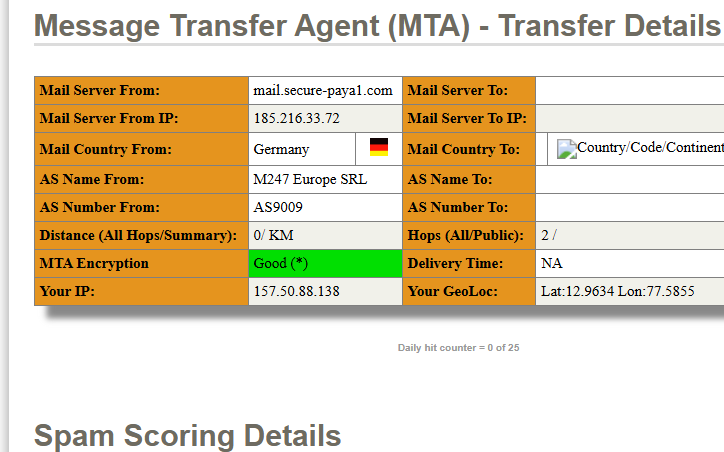 Message Transfer Agent (MTA) - Transfer Details
Mail Server From: mail.secure-paya1.com Mail Server To:
Mail Server From IP: 185.216.33.72 Mail Server To IP:
Mail Country From: Germany Mail Country To: Country/Code/Continent
AS Name From: M247 Europe SRL AS Name To:
AS Number From: AS9009 AS Number To:
Distance (All Hops/Summary): 0/ KM Hops (All/Public): 2 /
MTA Encryption Good (*) Delivery Time: NA
Your IP: 157.50.88.138 Your GeoLoc: Lat:12.9634 Lon:77.5855
Daily hit counter = 0 of 25
Spam Scoring Details